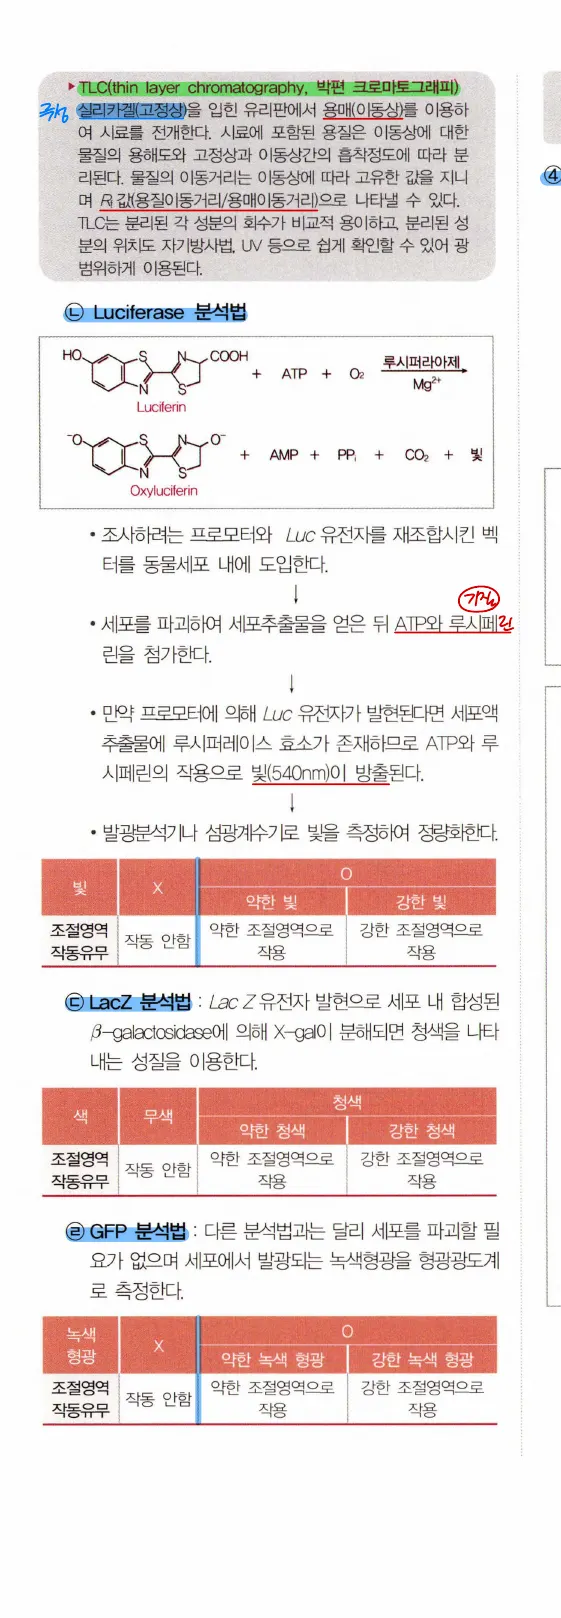 ▶TLC(thin layer chromatography, 박편 크로마토그래피)
극성 실리카겔(고정상)을 입힌 유리판에서 용매(이동상)를 이용하
여 시료를 전개한다. 시료에 포함된 용질은 이동상에 대한
물질의 용해도와 고정상과 이동상간의 흡착정도에 따라 분
리된다. 물질의 이동거리는 이동상에 따라 고유한 값을 지니
며 Rf 값(용질이동거리/용매이동거리)으로 나타낼 수 있다.
TLC는 분리된 각 성분의 회수가 비교적 용이하고, 분리된 성
분의 위치도 자기방사법, UV 등으로 쉽게 확인할 수 있어 광
범위하게 이용된다.
④
㉡ Luciferase 분석법
HO S N COOH + ATP + O₂ 루시퍼라아제
N S Mg²⁺
Luciferin
⁻O S N O⁻ + AMP + PPᵢ + CO₂ + 빛
N S
Oxyluciferin
• 조사하려는 프로모터와 Luc 유전자를 재조합시킨 벡
터를 동물세포 내에 도입한다.
↓
기질
• 세포를 파괴하여 세포추출물을 얻은 뒤 ATP와 루시페린
린을 첨가한다.
↓
• 만약 프로모터에 의해 Luc 유전자가 발현된다면 세포액
추출물에 루시퍼레이스 효소가 존재하므로 ATP와 루
시페린의 작용으로 빛(540nm)이 방출된다.
↓
• 발광분석기나 섬광계수기로 빛을 측정하여 정량화한다.
빛 X O
약한 빛 강한 빛
조절영역 작동유무 작동 안함 약한 조절영역으로 작용 강한 조절영역으로 작용
㉢ LacZ 분석법 : Lac Z 유전자 발현으로 세포 내 합성된
β-galactosidase에 의해 X-gal이 분해되면 청색을 나타
내는 성질을 이용한다.
색 무색 청색
약한 청색 강한 청색
조절영역 작동유무 작동 안함 약한 조절영역으로 작용 강한 조절영역으로 작용
㉣ GFP 분석법 : 다른 분석법과는 달리 세포를 파괴할 필
요가 없으며 세포에서 발광되는 녹색형광을 형광광도계
로 측정한다.
녹색 형광 X O
약한 녹색 형광 강한 녹색 형광
조절영역 작동유무 작동 안함 약한 조절영역으로 작용 강한 조절영역으로 작용